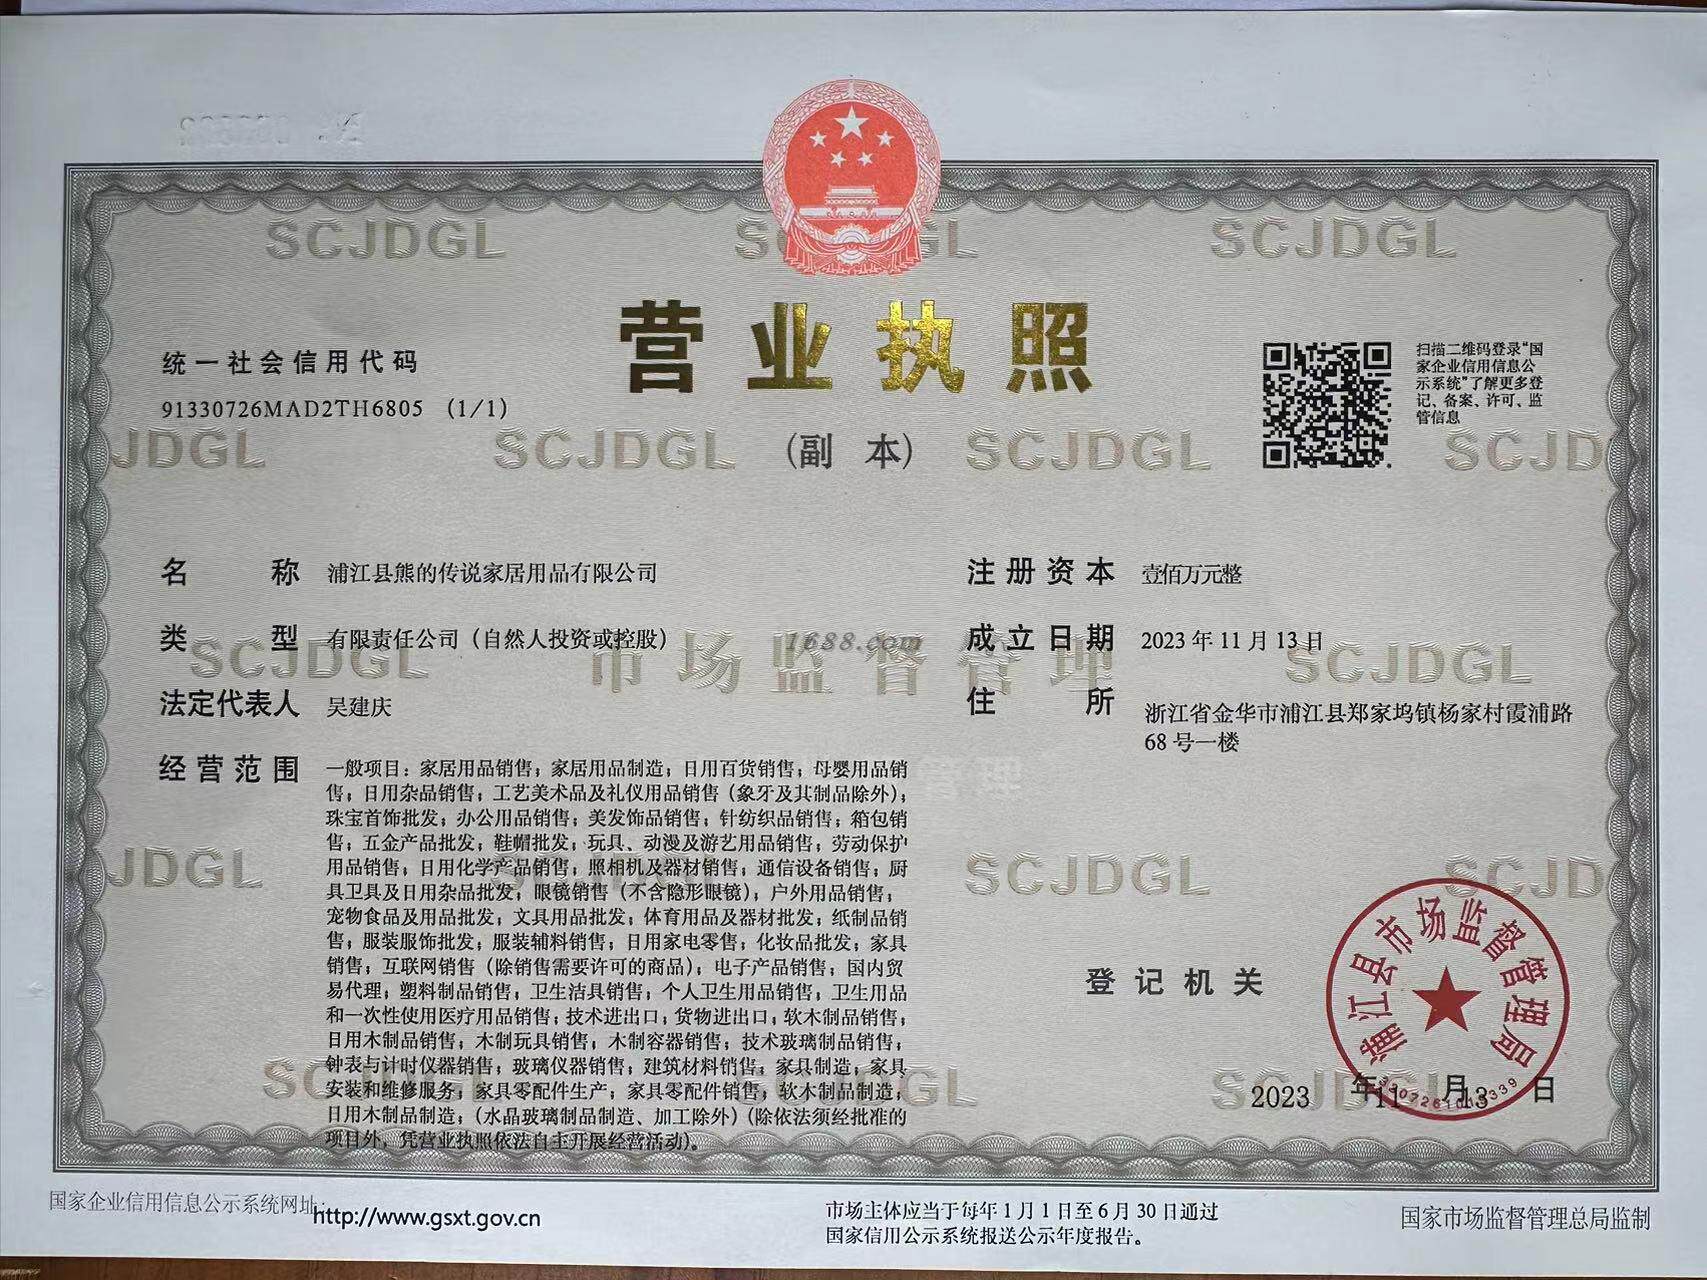 SCJDGL
SCJDGL
营业执照
统一社会信用代码
91330726MAD2TH6805 (1/1)
(副 本)
扫描二维码登录“国
家企业信用信息公
示系统”了解更多登
记、备案、许可、监
管信息
JDGL
SCJDGL
SCJDGL
SCJD
名 称 浦江县熊的传说家居用品有限公司
注册资本 壹佰万元整
类 型 有限责任公司（自然人投资或控股）
成立日期 2023 年 11 月 13 日
1688.com
SCJDGL
市场监督管理
SCJDGL
法定代表人 吴建庆
住 所 浙江省金华市浦江县郑家坞镇杨家村霞浦路
68 号一楼
经营范围 一般项目：家居用品销售；家居用品制造；日用百货销售；母婴用品销
售；日用杂品销售；工艺美术品及礼仪用品销售（象牙及其制品除外）；
珠宝首饰批发；办公用品销售；美发饰品销售；针纺织品销售；箱包销
售；五金产品批发；鞋帽批发；玩具、动漫及游艺用品销售；劳动保护
用品销售；日用化学产品销售；照相机及器材销售；通信设备销售；厨
具卫具及日用杂品批发；眼镜销售（不含隐形眼镜）；户外用品销售；
宠物食品及用品批发；文具用品批发；体育用品及器材批发；纸制品销
售；服装服饰批发；服装辅料销售；日用家电零售；化妆品批发；家具
销售；互联网销售（除销售需要许可的商品）；电子产品销售；国内贸
易代理；塑料制品销售；卫生洁具销售；个人卫生用品销售；卫生用品
和一次性使用医疗用品销售；技术进出口；货物进出口；软木制品销售；
日用木制品销售；木制玩具销售；木制容器销售；技术玻璃制品销售；
钟表与计时仪器销售；玻璃仪器销售；建筑材料销售；家具制造；家具
安装和维修服务；家具零配件生产；家具零配件销售；软木制品制造；
日用木制品制造；（水晶玻璃制品制造、加工除外）（除依法须经批准的
项目外，凭营业执照依法自主开展经营活动）。
JDGL
SCJDGL
SCJD
登记机关
浦江县市场监督管理局
2023 年 11 月 13 日
国家企业信用信息公示系统网址:http://www.gsxt.gov.cn
市场主体应当于每年 1 月 1 日至 6 月 30 日通过
国家信用公示系统报送公示年度报告。
国家市场监督管理总局监制